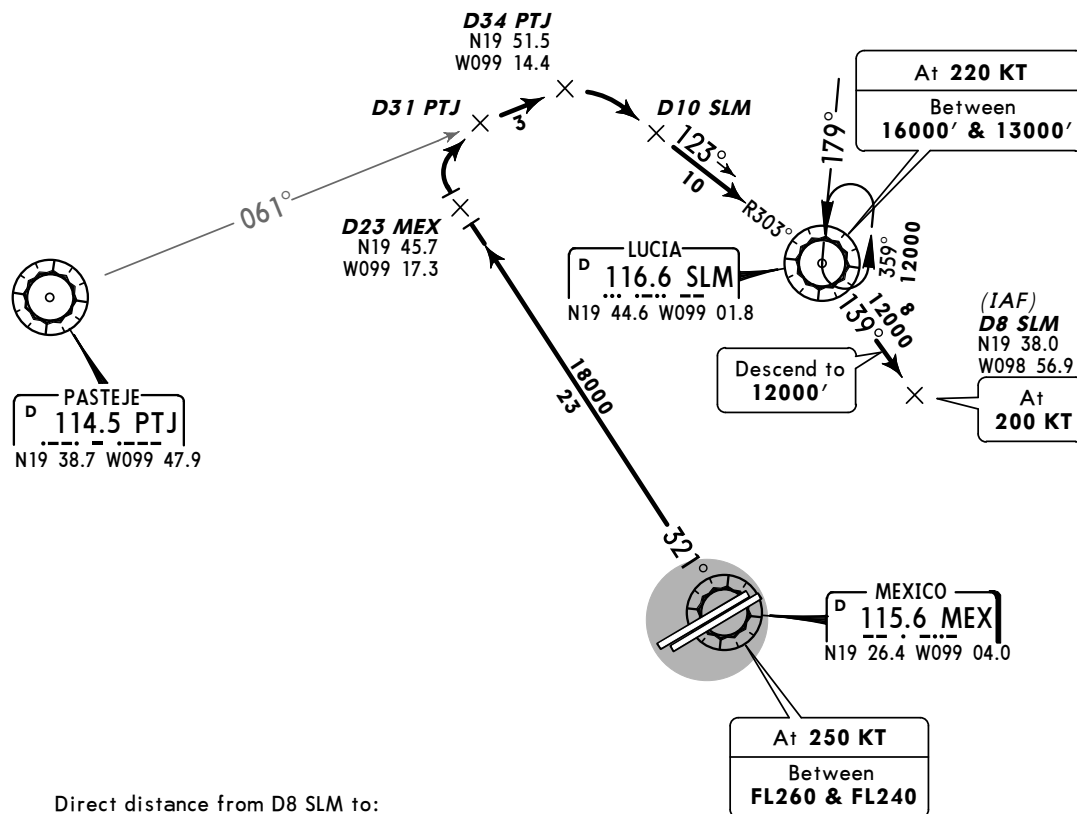 D34 PTJ
N19 51.5
W099 14.4
D31 PTJ
3
D10 SLM
123°
10
R303°
179°
At 220 KT
Between
16000' & 13000'
061°
D23 MEX
N19 45.7
W099 17.3
LUCIA
D 116.6 SLM
N19 44.6 W099 01.8
359°
12000
139°
8
12000
(IAF)
D8 SLM
N19 38.0
W098 56.9
At
200 KT
Descend to
12000'
PASTEJE
D 114.5 PTJ
N19 38.7 W099 47.9
18000
23
321°
MEXICO
D 115.6 MEX
N19 26.4 W099 04.0
At 250 KT
Between
FL260 & FL240
Direct distance from D8 SLM to: